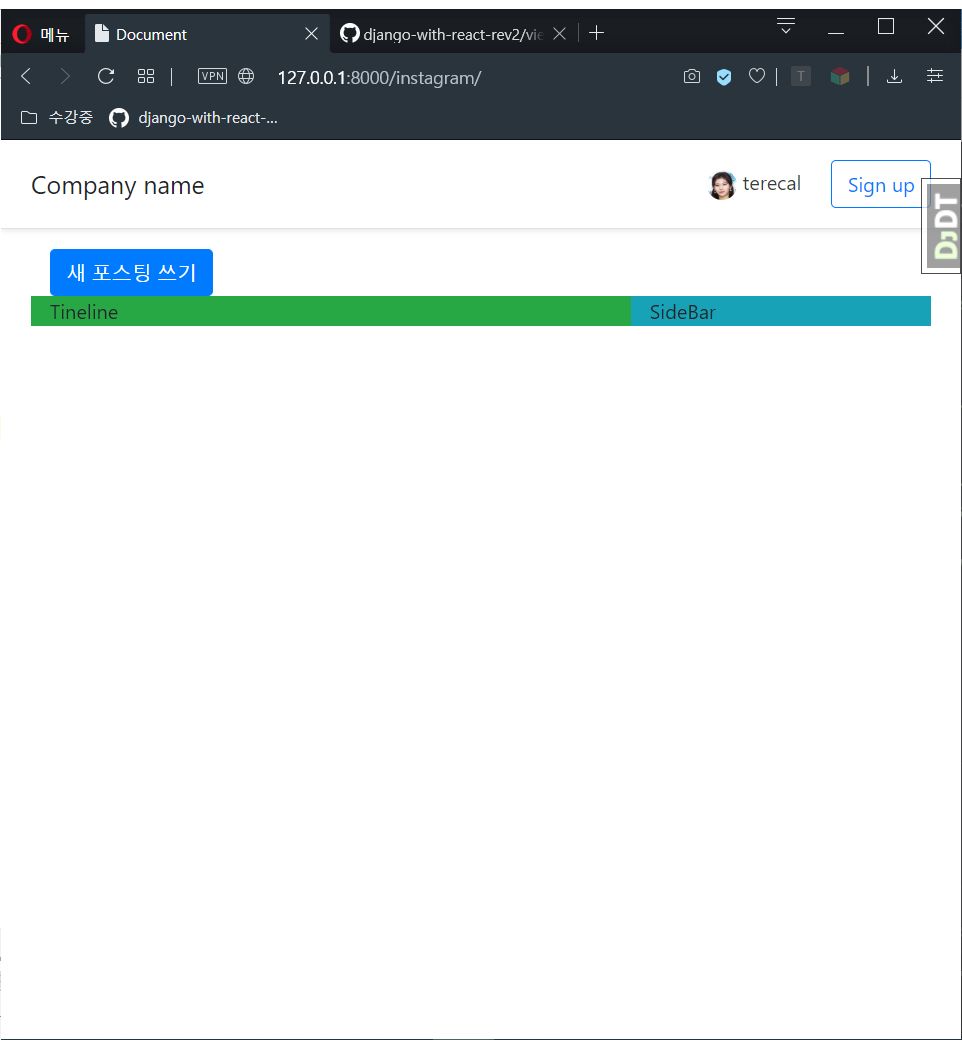 메뉴 Document django-with-react-rev2/vie
VPN 127.0.0.1:8000/instagram/ T
수강중 django-with-react-...
Company name terecal Sign up
DJDT
새 포스팅 쓰기
Tineline SideBar